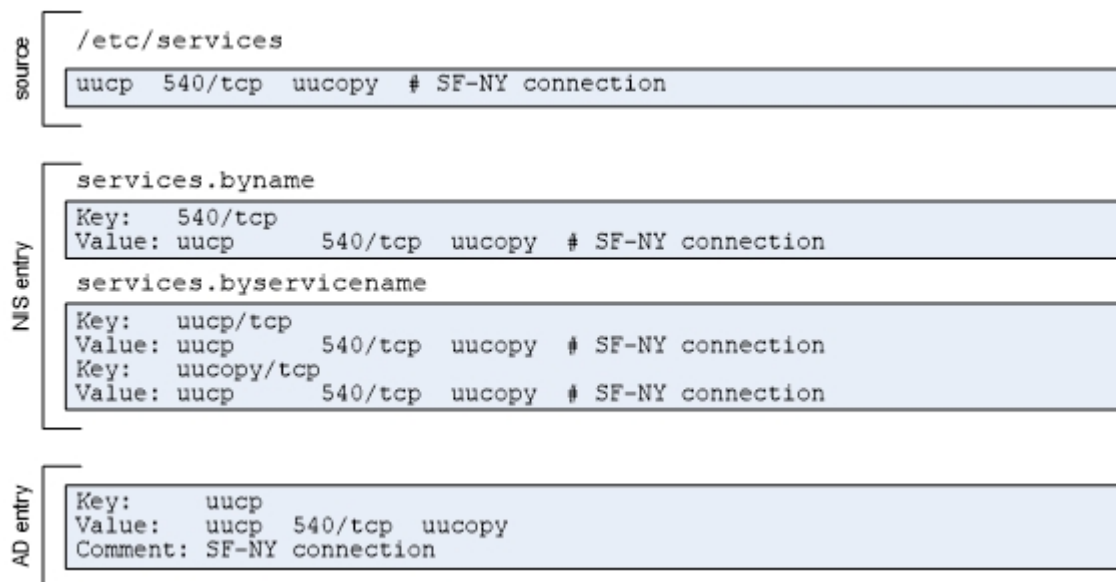 source
/etc/services
uucp 540/tcp uucopy # SF-NY connection
NIS entry
services.byname
Key: 540/tcp
Value: uucp 540/tcp uucopy # SF-NY connection
services.byservicename
Key: uucp/tcp
Value: uucp 540/tcp uucopy # SF-NY connection
Key: uucopy/tcp
Value: uucp 540/tcp uucopy # SF-NY connection
AD entry
Key: uucp
Value: uucp 540/tcp uucopy
Comment: SF-NY connection